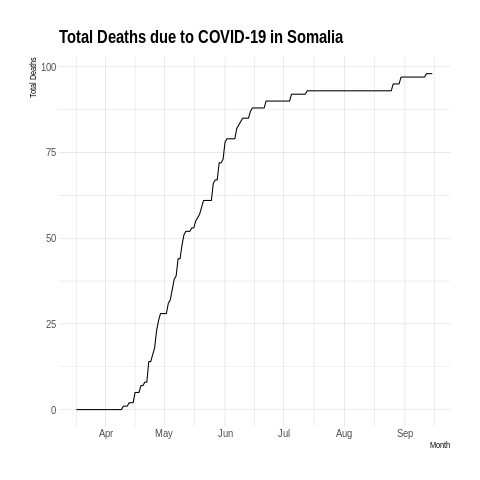 Total Deaths due to COVID-19 in Somalia
Total Deaths
100
75
50
25
0
Apr May Jun Jul Aug Sep
Month